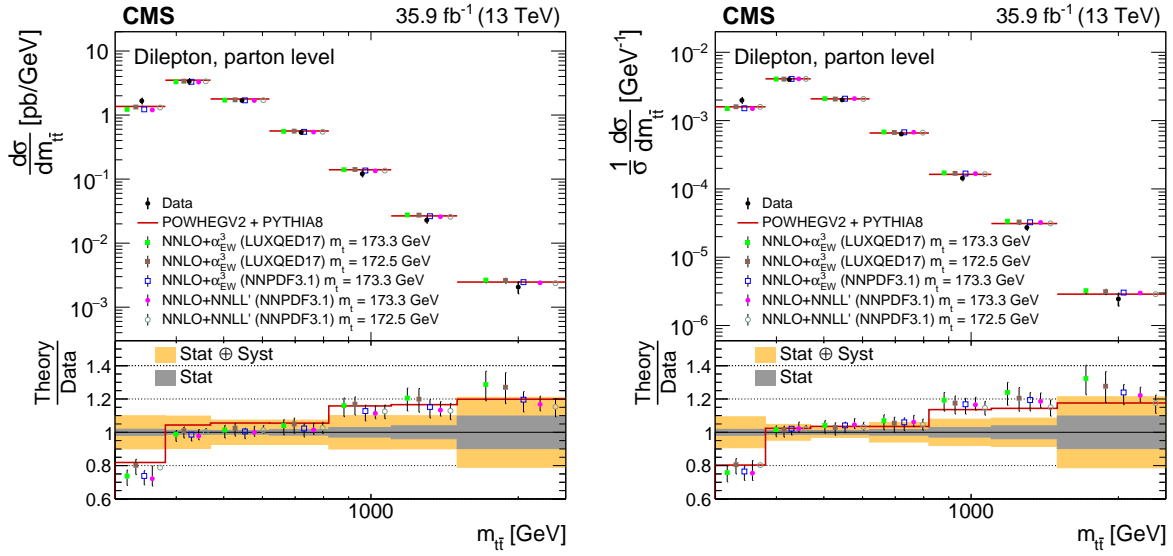 CMS 35.9 fb⁻¹ (13 TeV)
Dilepton, parton level
dσ/dm_tt̄ [pb/GeV]
10
1
10⁻¹
10⁻²
10⁻³
Data
POWHEGV2 + PYTHIA8
NNLO+α³_EW (LUXQED17) m_t = 173.3 GeV
NNLO+α³_EW (LUXQED17) m_t = 172.5 GeV
NNLO+α³_EW (NNPDF3.1) m_t = 173.3 GeV
NNLO+NNLL' (NNPDF3.1) m_t = 173.3 GeV
NNLO+NNLL' (NNPDF3.1) m_t = 172.5 GeV
Theory
Data
Stat ⊕ Syst
Stat
1.4
1.2
1
0.8
0.6
1000
m_tt̄ [GeV]
CMS 35.9 fb⁻¹ (13 TeV)
Dilepton, parton level
1/σ dσ/dm_tt̄ [GeV⁻¹]
10⁻²
10⁻³
10⁻⁴
10⁻⁵
10⁻⁶
Data
POWHEGV2 + PYTHIA8
NNLO+α³_EW (LUXQED17) m_t = 173.3 GeV
NNLO+α³_EW (LUXQED17) m_t = 172.5 GeV
NNLO+α³_EW (NNPDF3.1) m_t = 173.3 GeV
NNLO+NNLL' (NNPDF3.1) m_t = 173.3 GeV
NNLO+NNLL' (NNPDF3.1) m_t = 172.5 GeV
Theory
Data
Stat ⊕ Syst
Stat
1.4
1.2
1
0.8
0.6
1000
m_tt̄ [GeV]